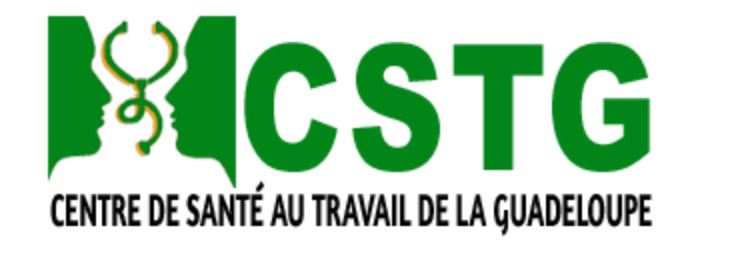 CSTG
CENTRE DE SANTÉ AU TRAVAIL DE LA GUADELOUPE